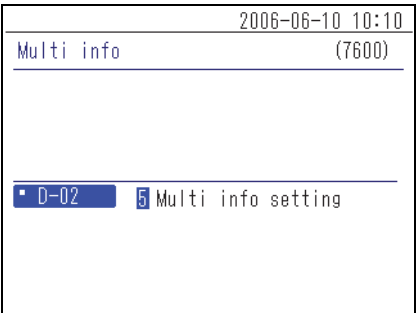 2006-06-10 10:10
Multi info (7600)
▪ D-02 5 Multi info setting